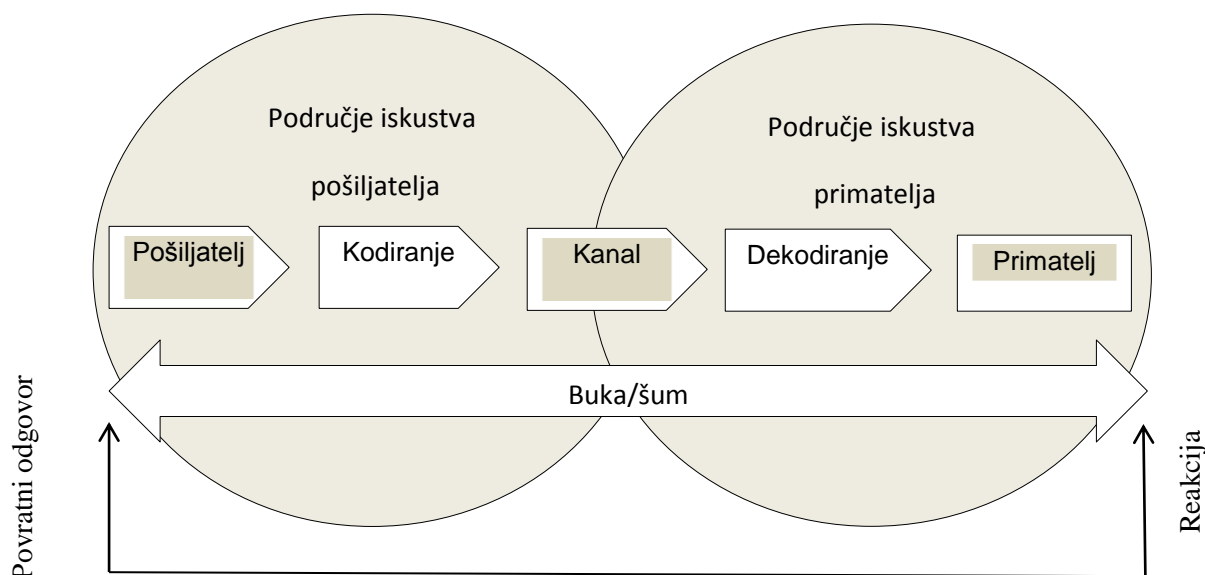 Područje iskustva
pošiljatelja
Područje iskustva
primatelja
Pošiljatelj
Kodiranje
Kanal
Dekodiranje
Primatelj
Buka/šum
Povratni odgovor
Reakcija